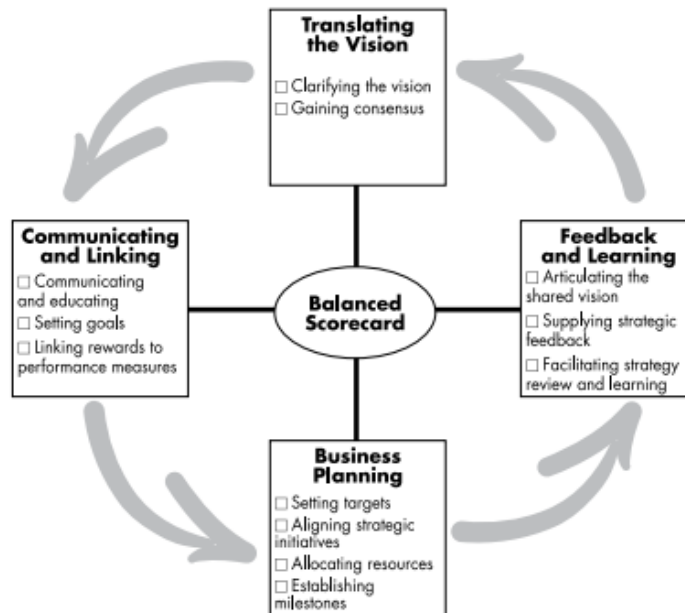 Translating
the Vision
☐ Clarifying the vision
☐ Gaining consensus
Communicating
and Linking
☐ Communicating
and educating
☐ Setting goals
☐ Linking rewards to
performance measures
Balanced
Scorecard
Feedback
and Learning
☐ Articulating the
shared vision
☐ Supplying strategic
feedback
☐ Facilitating strategy
review and learning
Business
Planning
☐ Setting targets
☐ Aligning strategic
initiatives
☐ Allocating resources
☐ Establishing
milestones